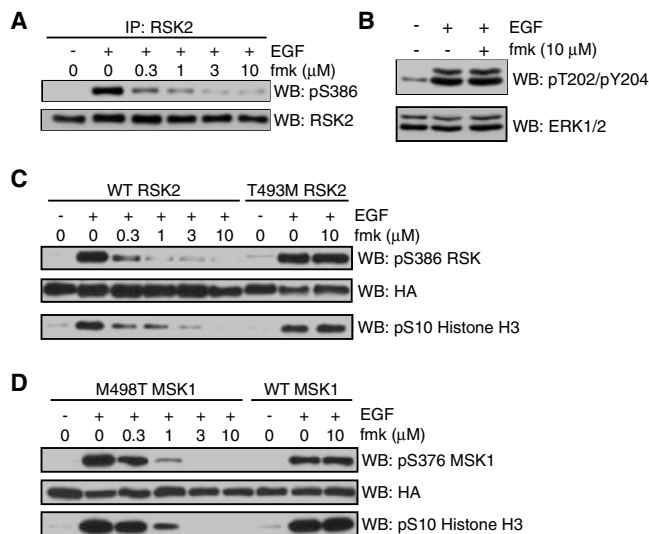 A
IP: RSK2
- + + + + + EGF
0 0 0.3 1 3 10 fmk (μM)
WB: pS386
WB: RSK2
B
- + + EGF
- - + fmk (10 μM)
WB: pT202/pY204
WB: ERK1/2
C
WT RSK2 T493M RSK2
- + + + + + - + + EGF
0 0 0.3 1 3 10 0 0 10 fmk (μM)
WB: pS386 RSK
WB: HA
WB: pS10 Histone H3
D
M498T MSK1 WT MSK1
- + + + + + - + + EGF
0 0 0.3 1 3 10 0 0 10 fmk (μM)
WB: pS376 MSK1
WB: HA
WB: pS10 Histone H3